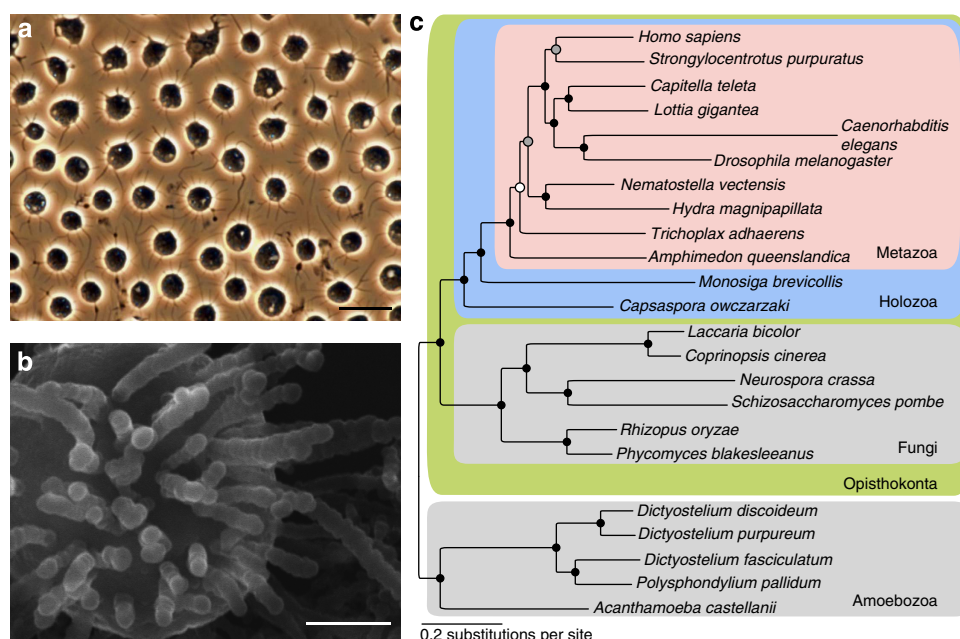 a
b
c
Homo sapiens
Strongylocentrotus purpuratus
Capitella teleta
Lottia gigantea
Caenorhabditis
elegans
Drosophila melanogaster
Nematostella vectensis
Hydra magnipapillata
Trichoplax adhaerens
Amphimedon queenslandica
Metazoa
Monosiga brevicollis
Capsaspora owczarzaki
Holozoa
Laccaria bicolor
Coprinopsis cinerea
Neurospora crassa
Schizosaccharomyces pombe
Rhizopus oryzae
Phycomyces blakesleeanus
Fungi
Opisthokonta
Dictyostelium discoideum
Dictyostelium purpureum
Dictyostelium fasciculatum
Polysphondylium pallidum
Acanthamoeba castellanii
Amoebozoa
0.2 substitutions per site